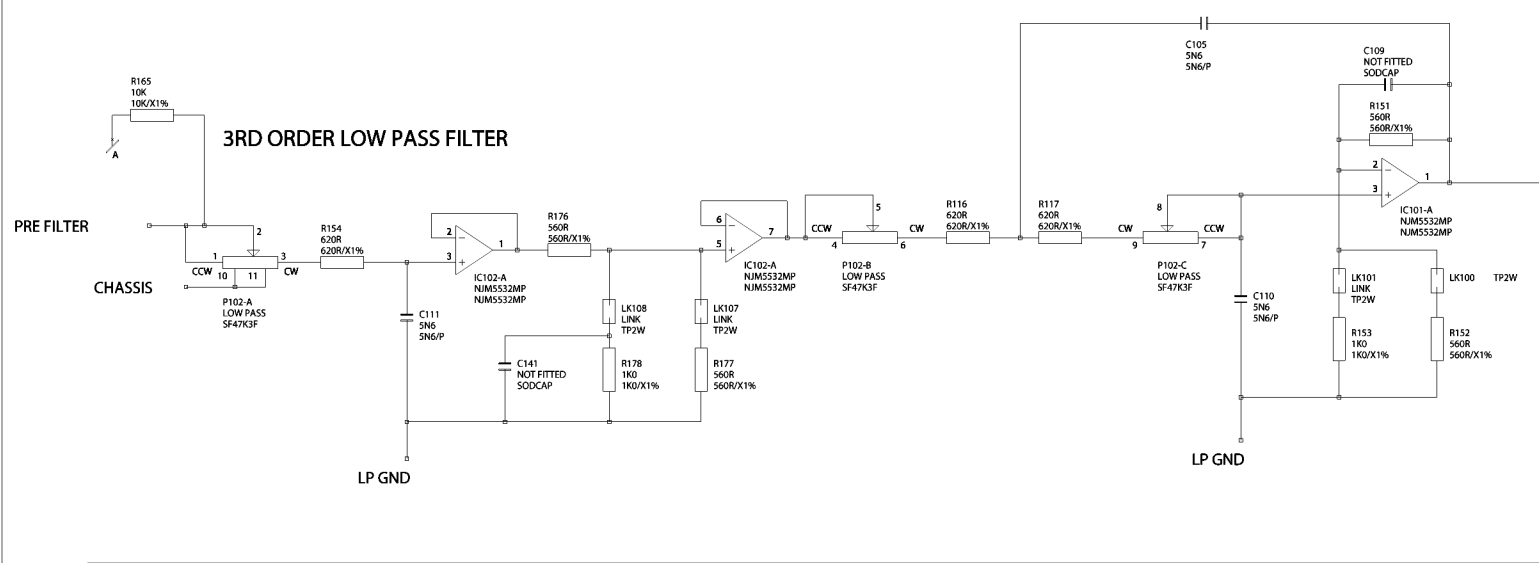 R165
10K
10K/X1%
A
3RD ORDER LOW PASS FILTER
PRE FILTER
CHASSIS
1
2
3
CCW
CW
10
11
P102-A
LOW PASS
SF47K3F
R154
620R
620R/X1%
C111
5N6
5N6/P
LP GND
2
3
1
IC102-A
NJM5532MP
NJM5532MP
R176
560R
560R/X1%
C141
NOT FITTED
SODCAP
LK108
LINK
TP2W
R178
1K0
1K0/X1%
LK107
LINK
TP2W
R177
560R
560R/X1%
6
5
7
IC102-A
NJM5532MP
NJM5532MP
CCW
4
5
CW
6
P102-B
LOW PASS
SF47K3F
R116
620R
620R/X1%
R117
620R
620R/X1%
C105
5N6
5N6/P
CW
9
8
CCW
7
P102-C
LOW PASS
SF47K3F
C110
5N6
5N6/P
LP GND
C109
NOT FITTED
SODCAP
R151
560R
560R/X1%
2
3
1
IC101-A
NJM5532MP
NJM5532MP
LK101
LINK
TP2W
LK100
TP2W
R153
1K0
1K0/X1%
R152
560R
560R/X1%